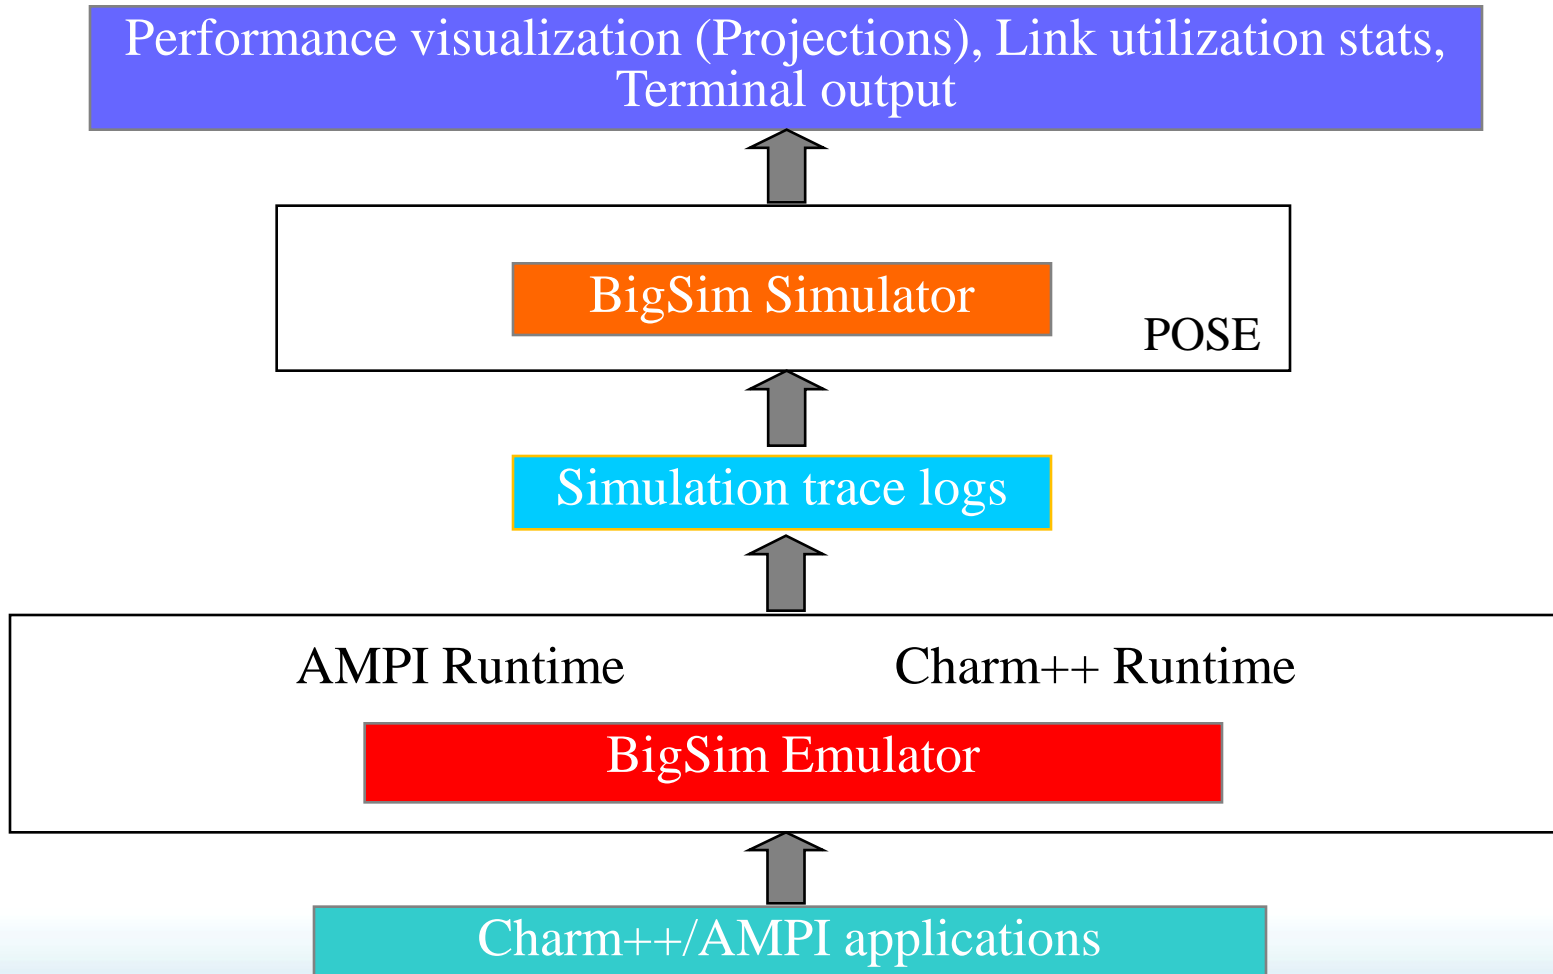 Performance visualization (Projections), Link utilization stats,
Terminal output
BigSim Simulator
POSE
Simulation trace logs
AMPI Runtime
Charm++ Runtime
BigSim Emulator
Charm++/AMPI applications